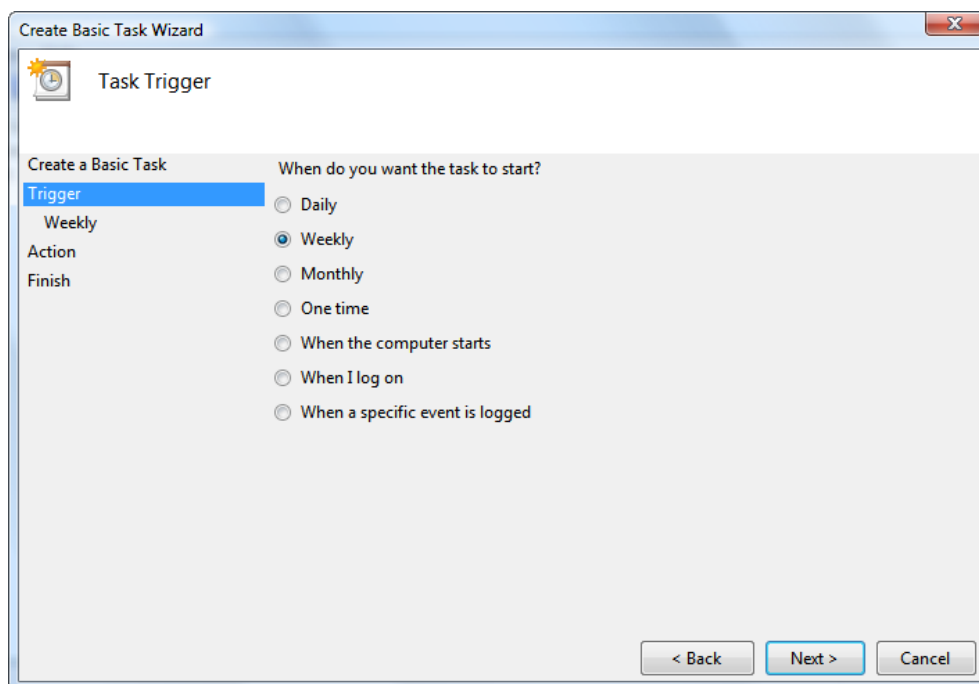 Create Basic Task Wizard
Task Trigger
Create a Basic Task
Trigger
Weekly
Action
Finish
When do you want the task to start?
Daily
Weekly
Monthly
One time
When the computer starts
When I log on
When a specific event is logged
< Back
Next >
Cancel